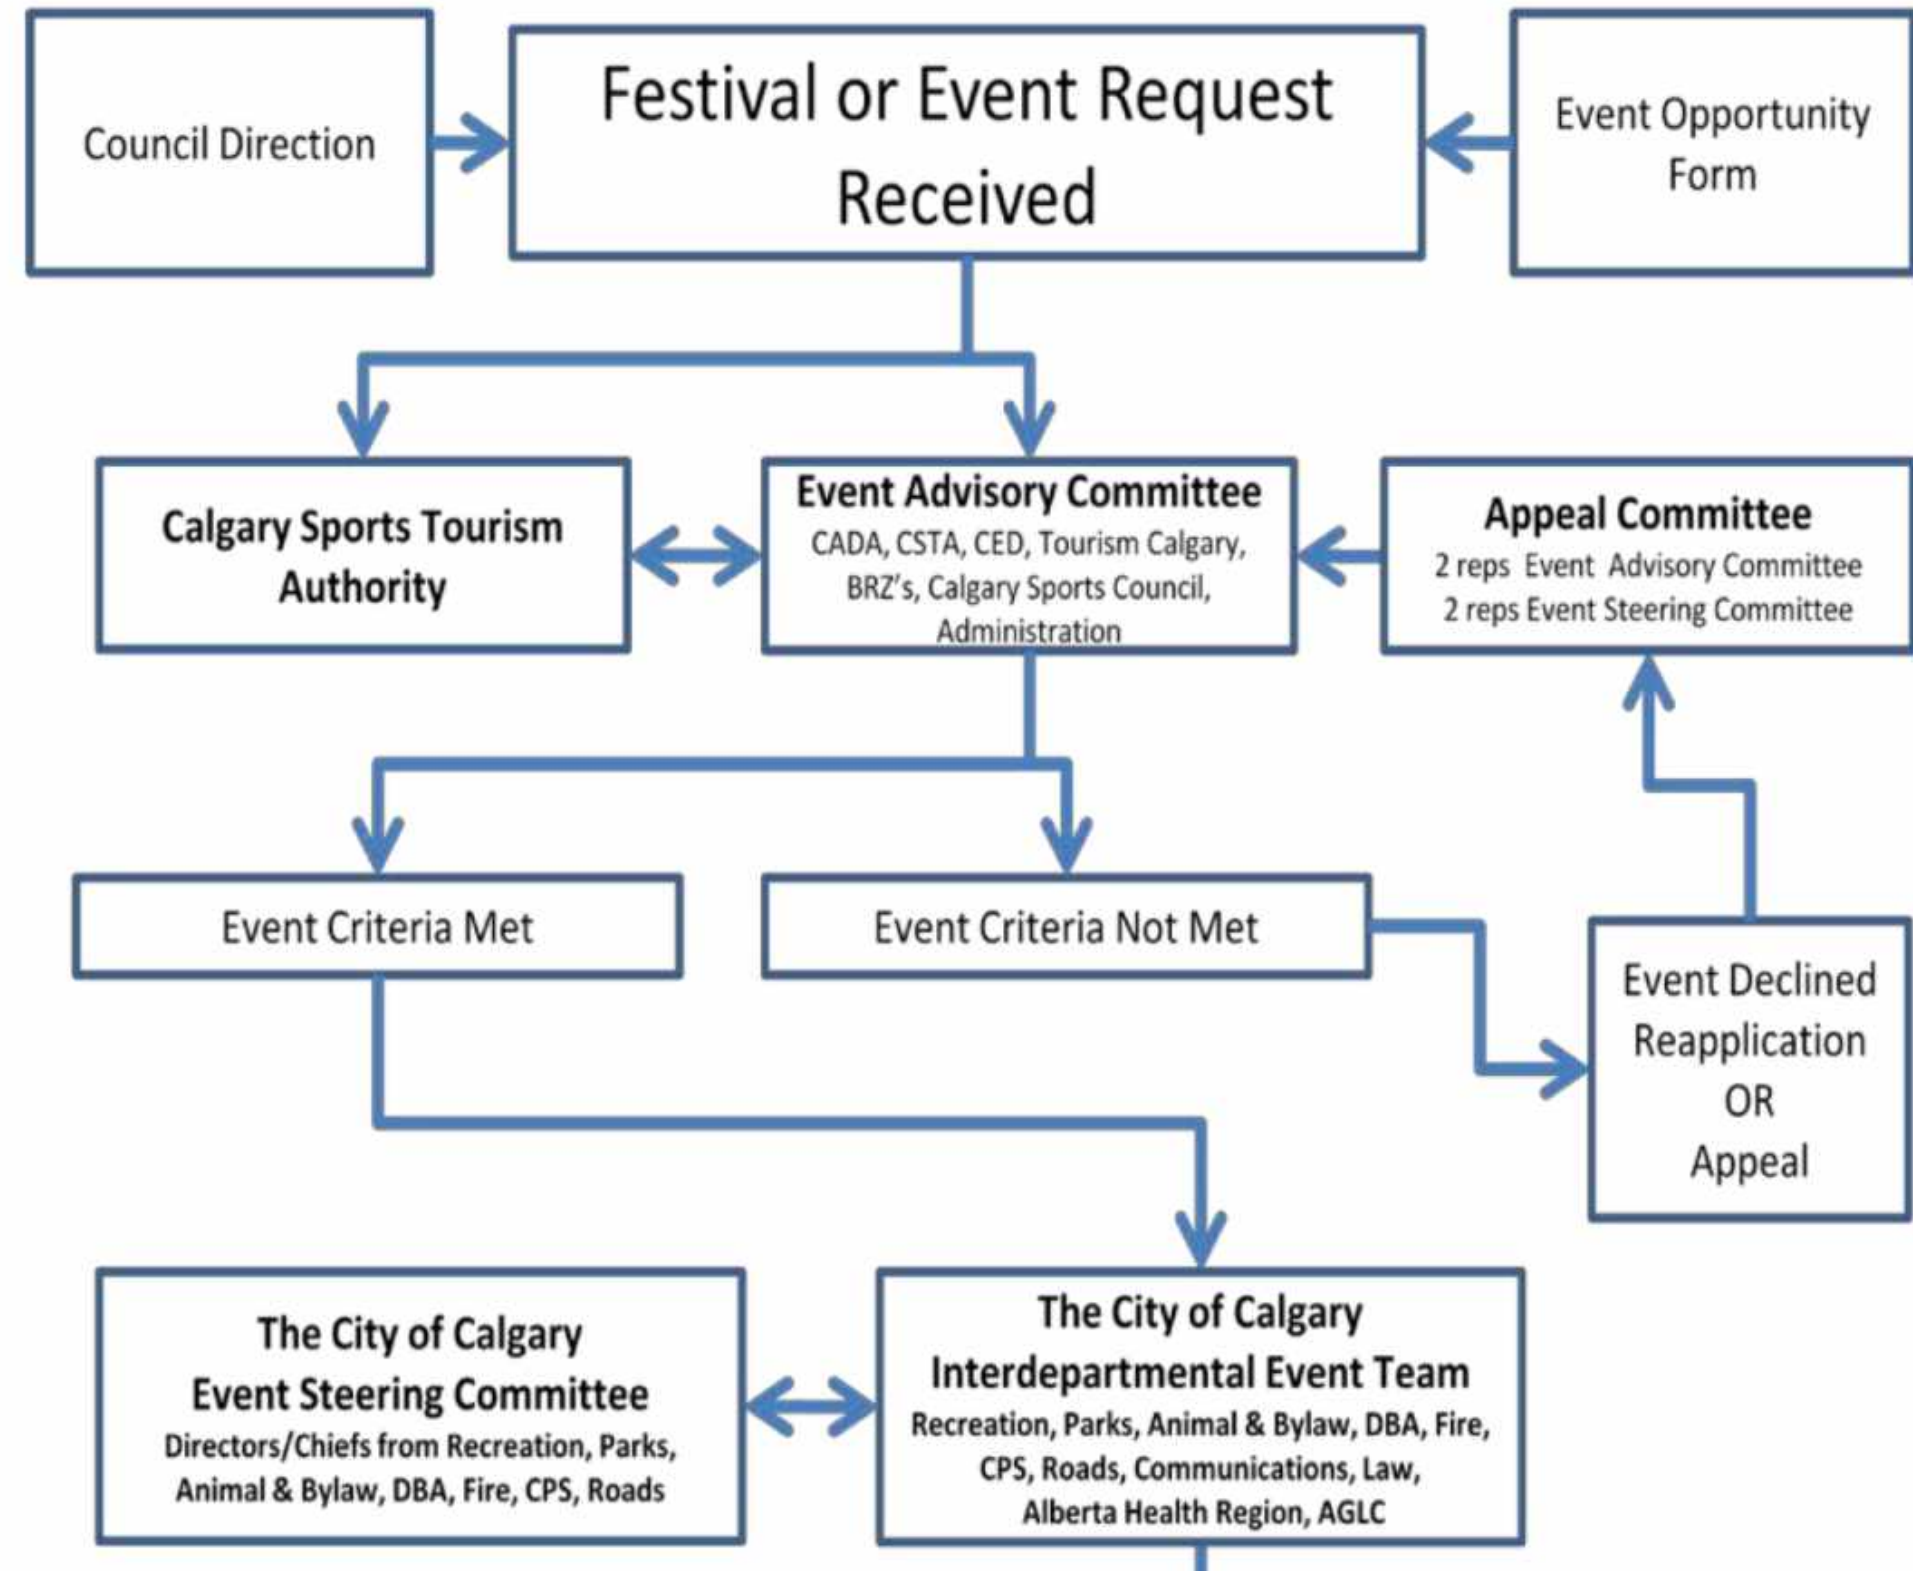 Council Direction
Festival or Event Request
Received
Event Opportunity
Form
Calgary Sports Tourism
Authority
Event Advisory Committee
CADA, CSTA, CED, Tourism Calgary,
BRZ's, Calgary Sports Council,
Administration
Appeal Committee
2 reps Event Advisory Committee
2 reps Event Steering Committee
Event Criteria Met
Event Criteria Not Met
Event Declined
Reapplication
OR
Appeal
The City of Calgary
Event Steering Committee
Directors/Chiefs from Recreation, Parks,
Animal & Bylaw, DBA, Fire, CPS, Roads
The City of Calgary
Interdepartmental Event Team
Recreation, Parks, Animal & Bylaw, DBA, Fire,
CPS, Roads, Communications, Law,
Alberta Health Region, AGLC